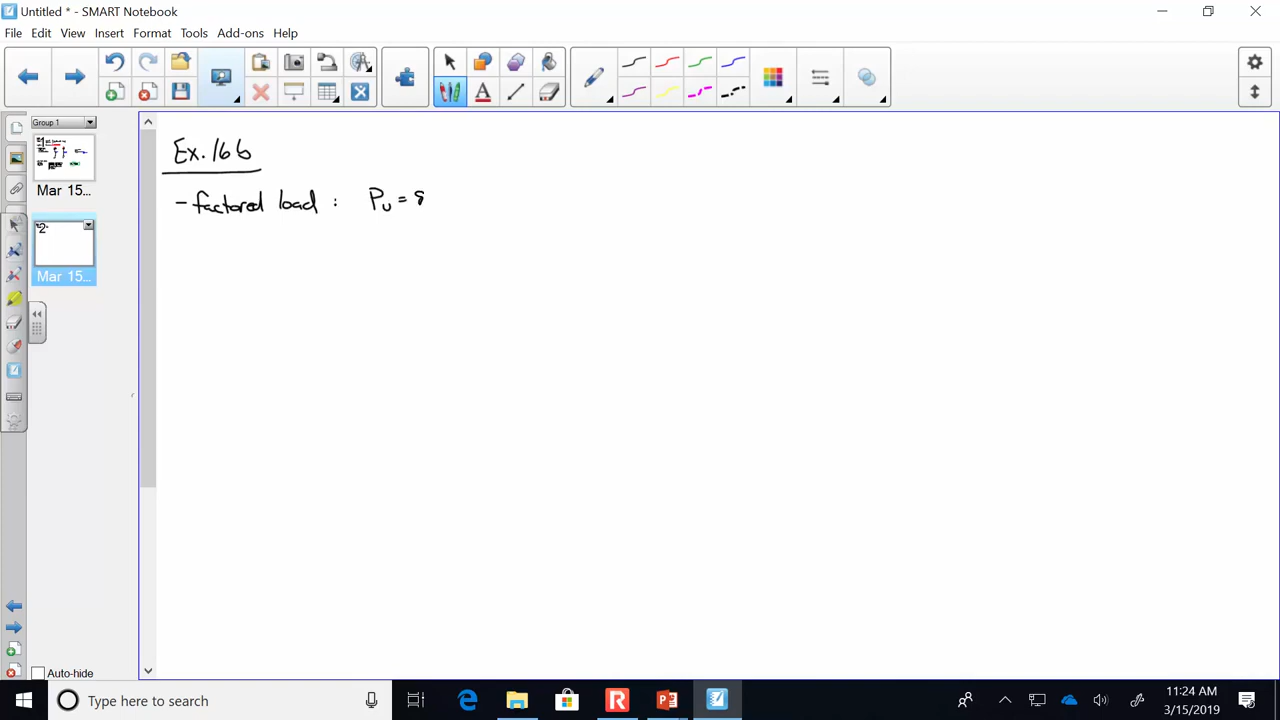 Untitled * - SMART Notebook
File Edit View Insert Format Tools Add-ons Help
Group 1
Mar 15...
Mar 15...
Ex. 16b
- factored load : Pu = 8
Auto-hide
Type here to search
11:24 AM
3/15/2019